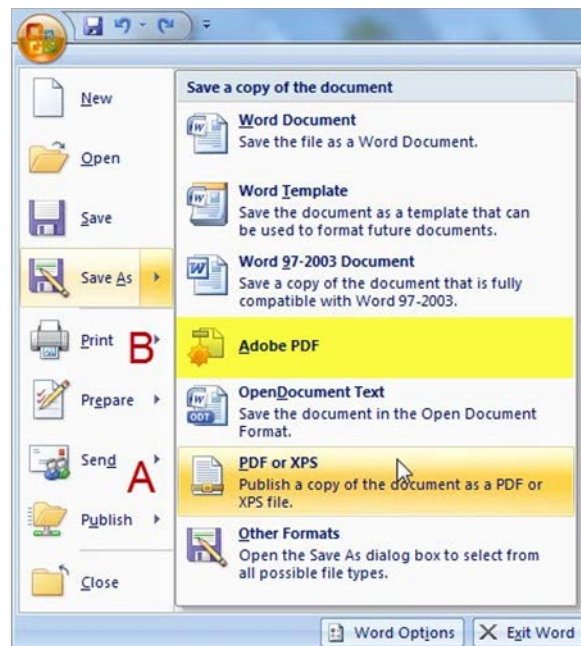 New
Open
Save
Save As
Print
B
Prepare
Send
A
Publish
Close
Save a copy of the document
Word Document
Save the file as a Word Document.
Word Template
Save the document as a template that can
be used to format future documents.
Word 97-2003 Document
Save a copy of the document that is fully
compatible with Word 97-2003.
Adobe PDF
OpenDocument Text
Save the document in the Open Document
Format.
ODT
PDF or XPS
Publish a copy of the document as a PDF or
XPS file.
Other Formats
Open the Save As dialog box to select from
all possible file types.
Word Options
Exit Word